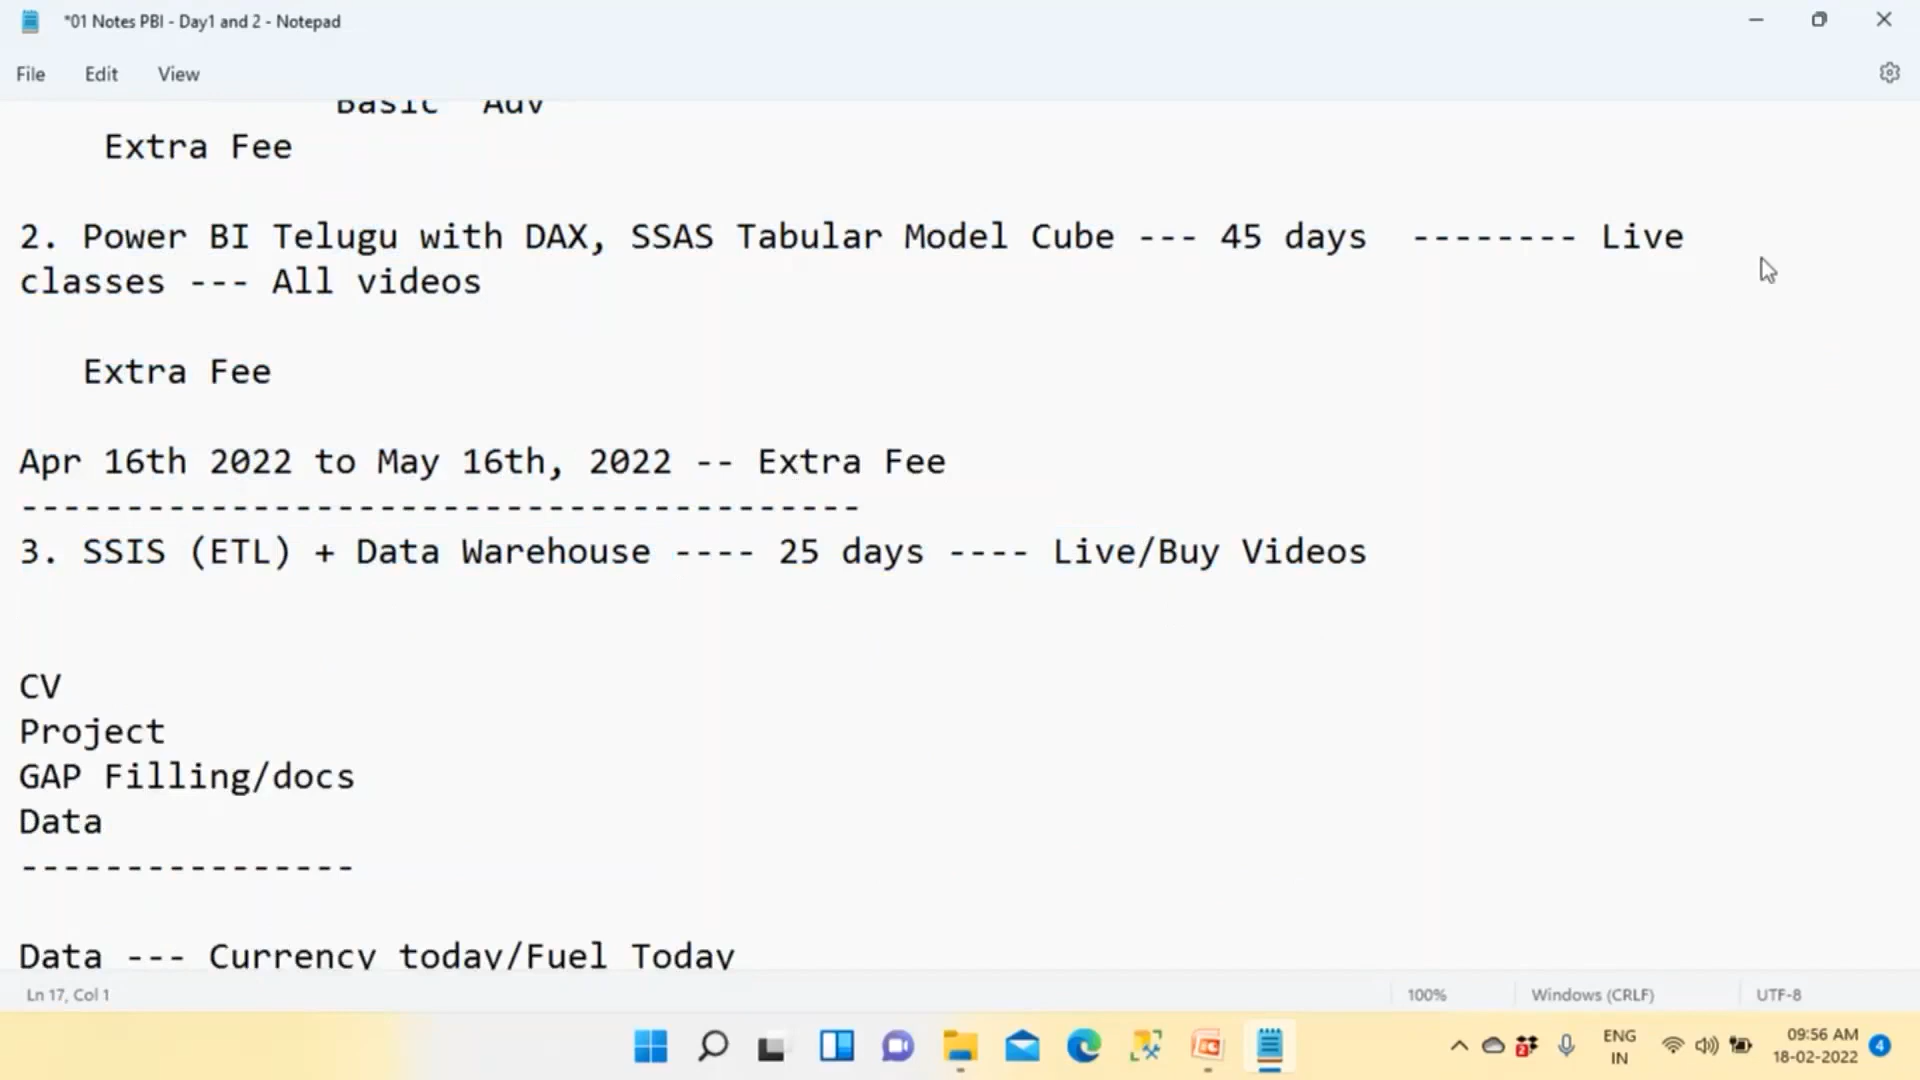 *01 Notes PBI - Day1 and 2 - Notepad
File Edit View
Basic Adv
Extra Fee
2. Power BI Telugu with DAX, SSAS Tabular Model Cube --- 45 days -------- Live
classes --- All videos
Extra Fee
Apr 16th 2022 to May 16th, 2022 -- Extra Fee
----------------------------------------
3. SSIS (ETL) + Data Warehouse ---- 25 days ---- Live/Buy Videos
CV
Project
GAP Filling/docs
Data
----------------
Data --- Currency today/Fuel Today
Ln 17, Col 1 100% Windows (CRLF) UTF-8
ENG 09:56 AM
IN 18-02-2022 4
2